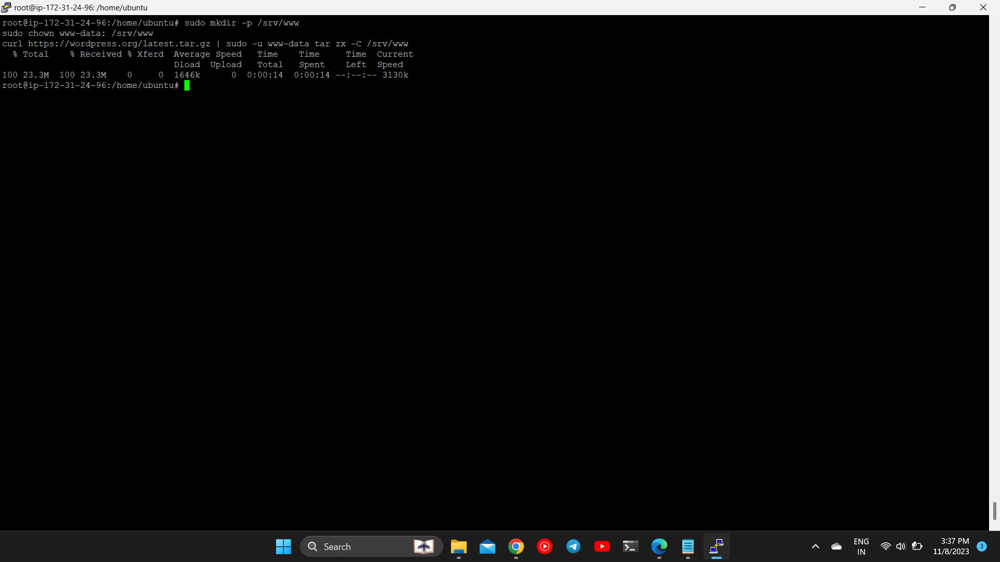 root@ip-172-31-24-96: /home/ubuntu
root@ip-172-31-24-96:/home/ubuntu# sudo mkdir -p /srv/www
sudo chown www-data: /srv/www
curl https://wordpress.org/latest.tar.gz | sudo -u www-data tar zx -C /srv/www
  % Total    % Received % Xferd  Average Speed   Time    Time     Time  Current
                                 Dload  Upload   Total   Spent    Left  Speed
100 23.3M  100 23.3M    0     0  1646k      0  0:00:14  0:00:14 --:--:-- 3130k
root@ip-172-31-24-96:/home/ubuntu#
Search
ENG
IN
3:37 PM
11/8/2023
3